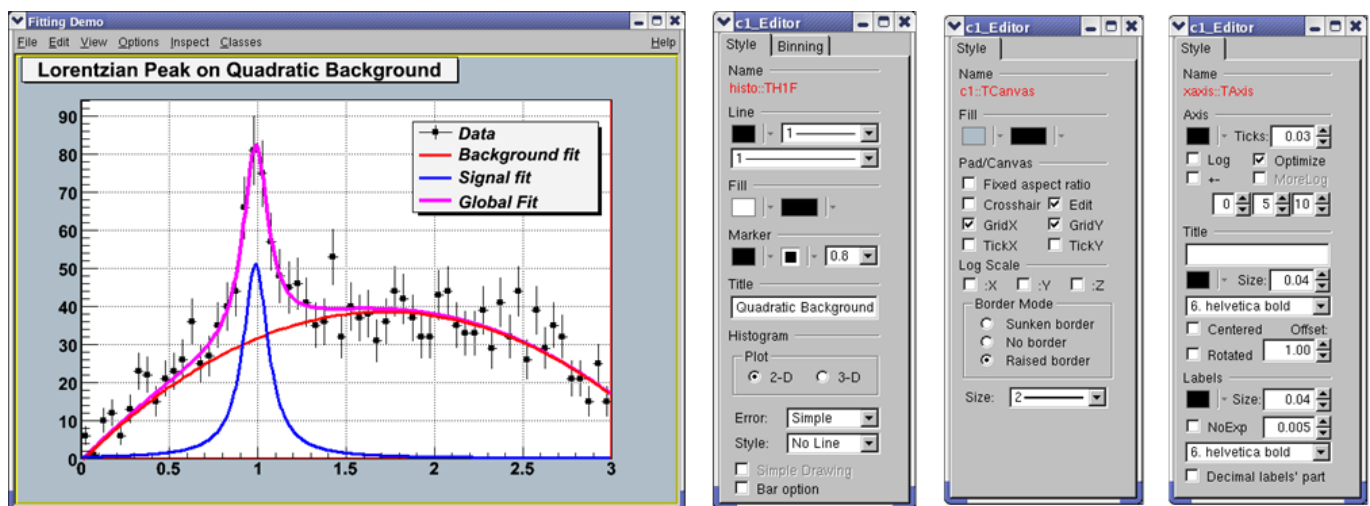 Fitting Demo
File Edit View Options Inspect Classes Help
Lorentzian Peak on Quadratic Background
90
80
70
60
50
40
30
20
10
0
0 0.5 1 1.5 2 2.5 3
Data
Background fit
Signal fit
Global Fit
c1_Editor
Style Binning
Name
histo::TH1F
Line
1
1
Fill
Marker
0.8
Title
Quadratic Background
Histogram
Plot
2-D 3-D
Error: Simple
Style: No Line
Simple Drawing
Bar option
c1_Editor
Style
Name
c1::TCanvas
Fill
Pad/Canvas
Fixed aspect ratio
Crosshair Edit
GridX GridY
TickX TickY
Log Scale
:X :Y :Z
Border Mode
Sunken border
No border
Raised border
Size: 2
c1_Editor
Style
Name
xaxis::TAxis
Axis
Ticks: 0.03
Log Optimize
+- MoreLog
0 5 10
Title
Size: 0.04
6. helvetica bold
Centered Offset:
Rotated 1.00
Labels
Size: 0.04
NoExp 0.005
6. helvetica bold
Decimal labels' part